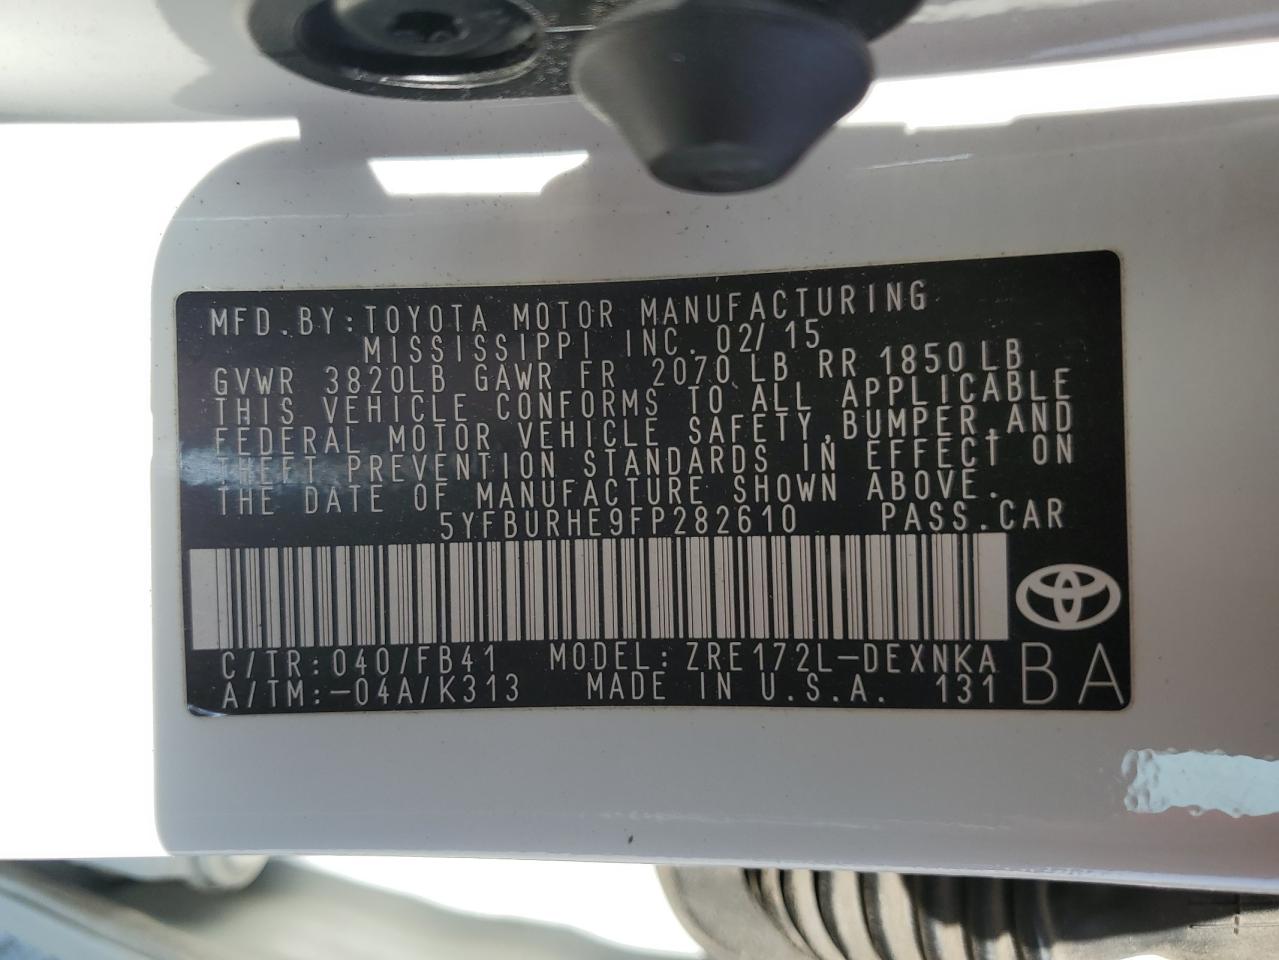 MFD.BY:TOYOTA MOTOR MANUFACTURING
MISSISSIPPI INC. 02/15
GVWR 3820LB GAWR FR 2070LB RR 1850LB
THIS VEHICLE CONFORMS TO ALL APPLICABLE
FEDERAL MOTOR VEHICLE SAFETY,BUMPER,AND
THEFT PREVENTION STANDARDS IN EFFECT ON
THE DATE OF MANUFACTURE SHOWN ABOVE.
5YFBURHE9FP282610 PASS.CAR
C/TR:040/FB41 MODEL:ZRE172L-DEXNKA
A/TM:-04A/K313 MADE IN U.S.A. 131 BA